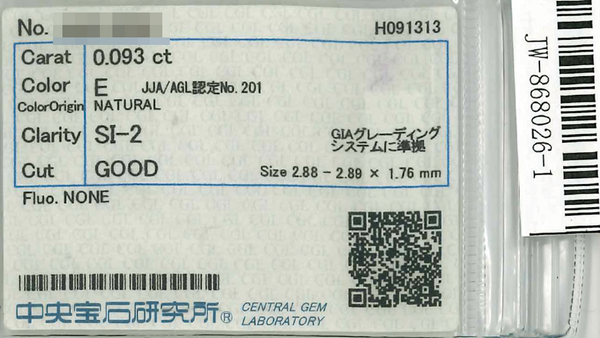 No.
H091313
Carat 0.093 ct
Color E JJA/AGL認定No.201
ColorOrigin NATURAL
Clarity SI-2 GIAグレーディング
システムに準拠
Cut GOOD Size 2.88 - 2.89 × 1.76 mm
Fluo. NONE
中央宝石研究所® CENTRAL GEM
LABORATORY
JW-868026-1